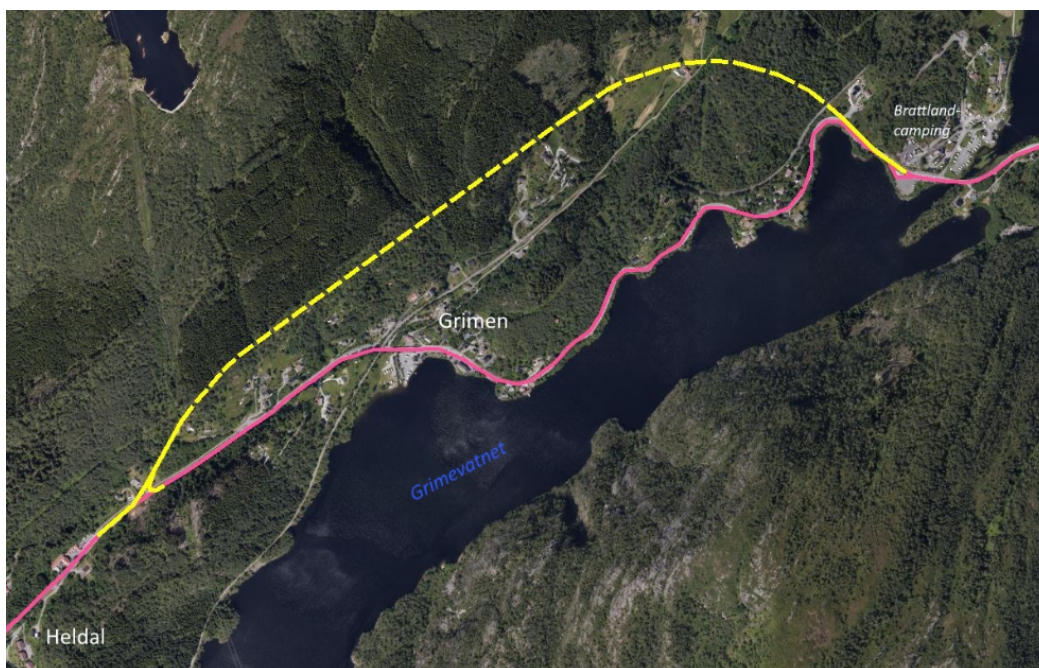 Brattland-
camping
Grimen
Grimevatnet
Heldal